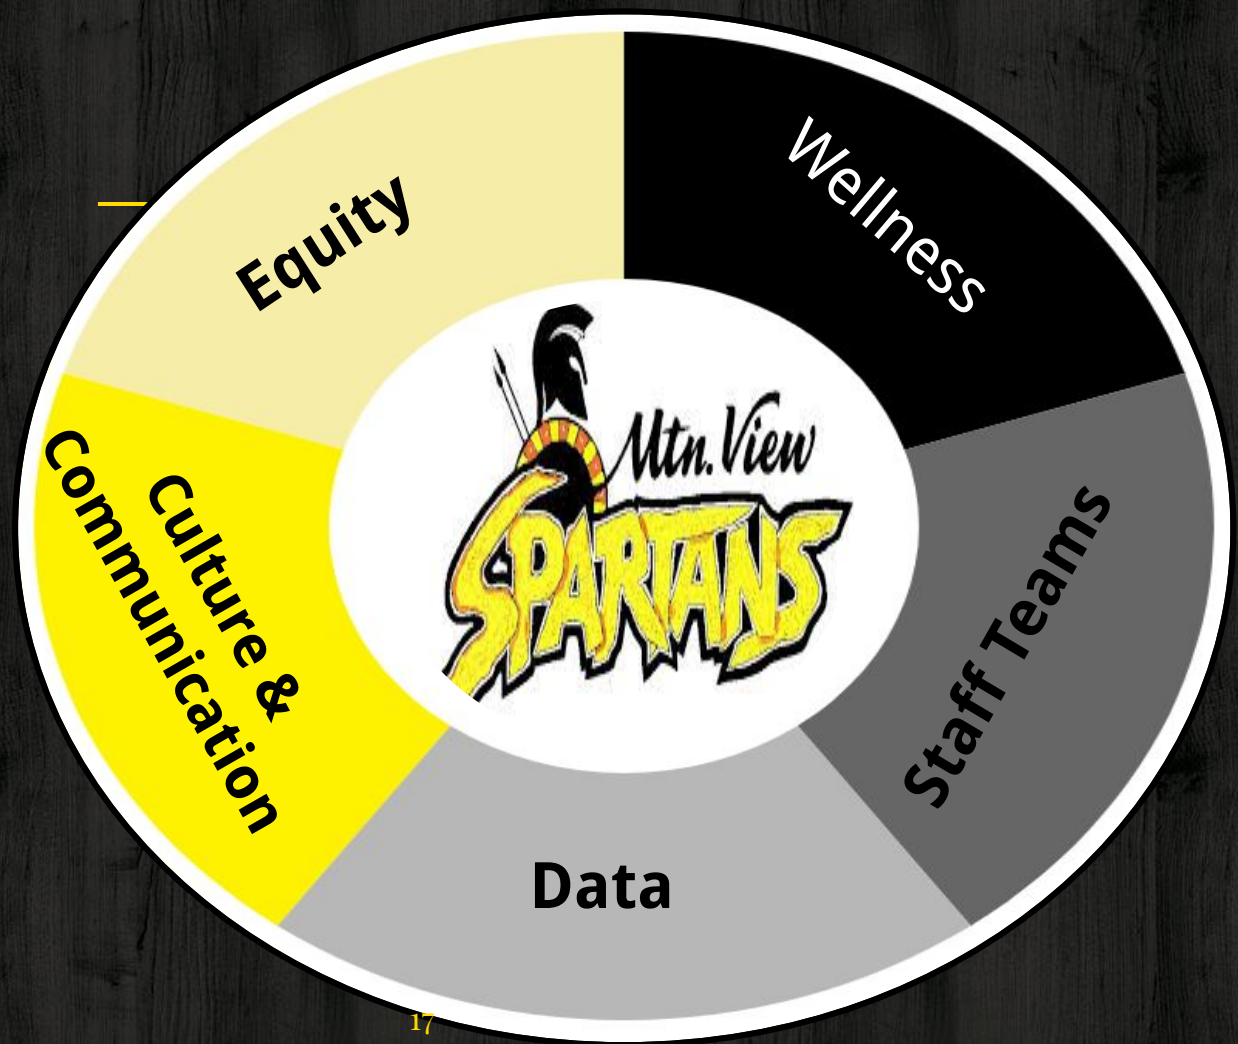 Equity
Wellness
Mtn. View
SPARTANS
Culture &
Communication
Staff Teams
Data
17